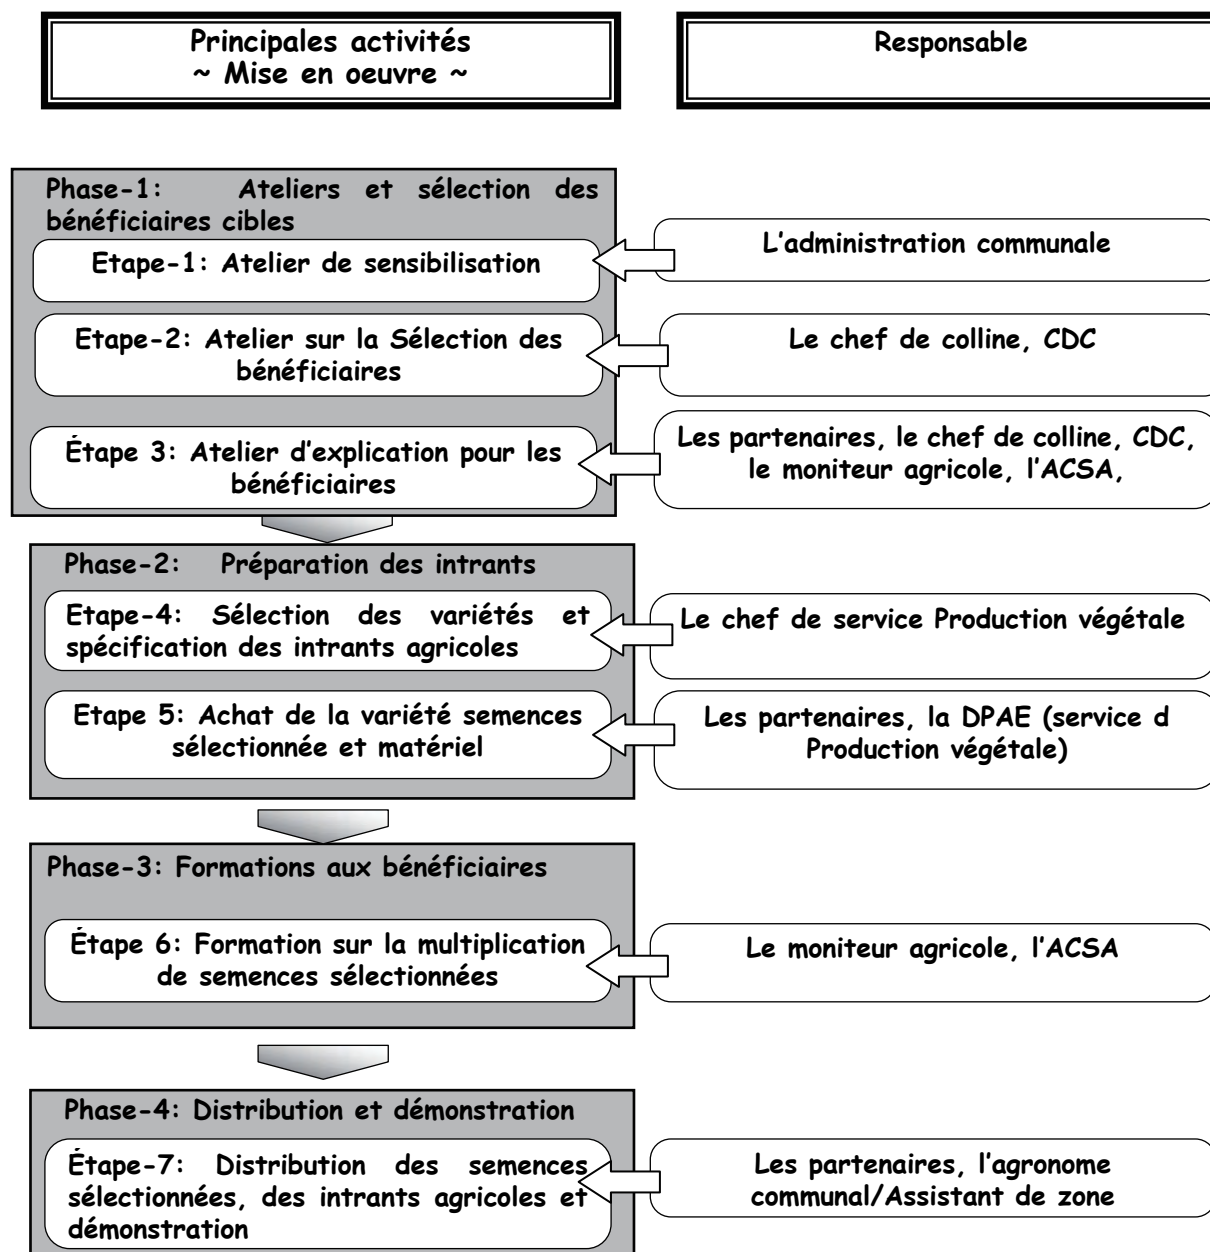 Principales activités
~ Mise en oeuvre ~
Responsable
Phase-1: Ateliers et sélection des
bénéficiaires cibles
Etape-1: Atelier de sensibilisation
L'administration communale
Etape-2: Atelier sur la Sélection des
bénéficiaires
Le chef de colline, CDC
Étape 3: Atelier d'explication pour les
bénéficiaires
Les partenaires, le chef de colline, CDC,
le moniteur agricole, l'ACSA,
Phase-2: Préparation des intrants
Etape-4: Sélection des variétés et
spécification des intrants agricoles
Le chef de service Production végétale
Etape 5: Achat de la variété semences
sélectionnée et matériel
Les partenaires, la DPAE (service d
Production végétale)
Phase-3: Formations aux bénéficiaires
Étape 6: Formation sur la multiplication
de semences sélectionnées
Le moniteur agricole, l'ACSA
Phase-4: Distribution et démonstration
Étape-7: Distribution des semences
sélectionnées, des intrants agricoles et
démonstration
Les partenaires, l'agronome
communal/Assistant de zone